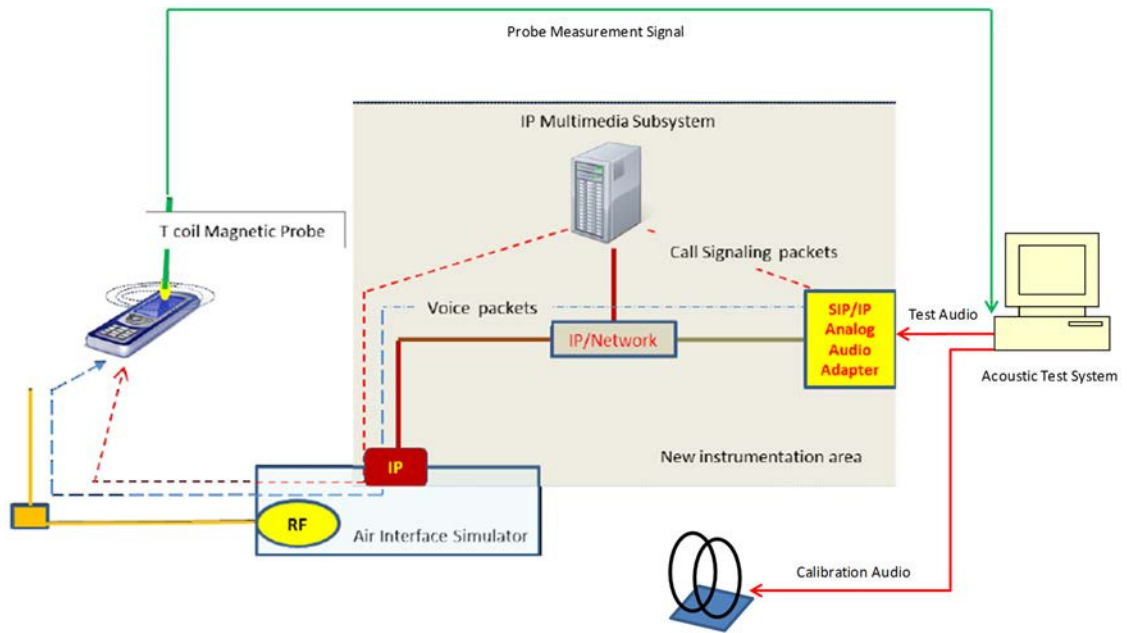 Probe Measurement Signal
IP Multimedia Subsystem
T coil Magnetic Probe
Call Signaling packets
Voice packets
SIP/IP
Analog
Audio
Adapter
Test Audio
IP/Network
Acoustic Test System
IP
New instrumentation area
RF
Air Interface Simulator
Calibration Audio